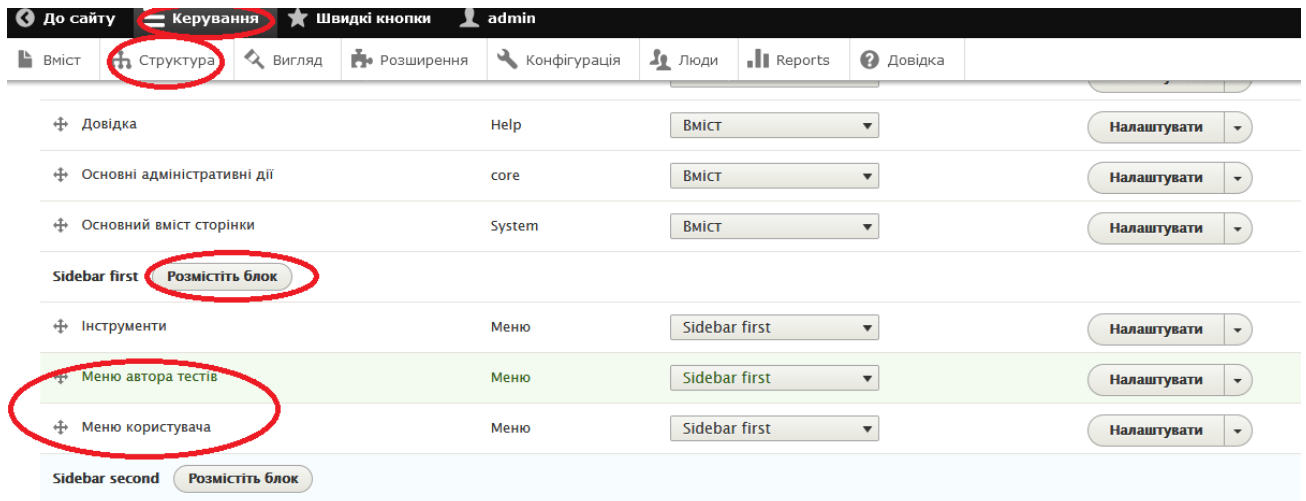 До сайту Керування Швидкі кнопки admin
Вміст Структура Вигляд Розширення Конфігурація Люди Reports Довідка
Довідка Help Вміст Налаштувати
Основні адміністративні дії core Вміст Налаштувати
Основний вміст сторінки System Вміст Налаштувати
Sidebar first Розмістіть блок
Інструменти Меню Sidebar first Налаштувати
Меню автора тестів Меню Sidebar first Налаштувати
Меню користувача Меню Sidebar first Налаштувати
Sidebar second Розмістіть блок